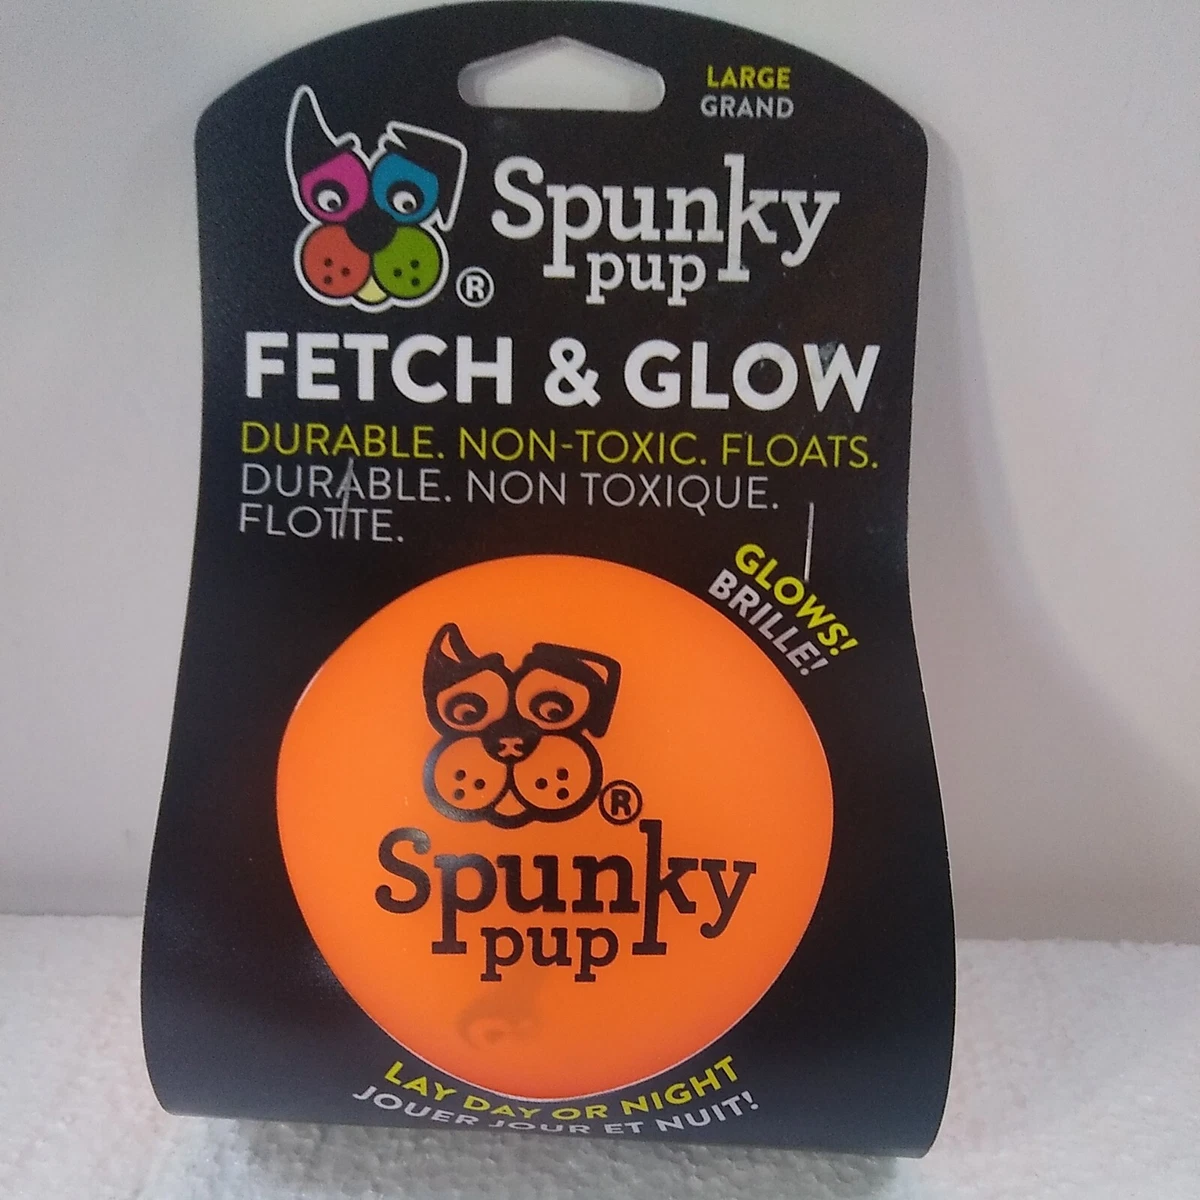 LARGE
GRAND
Spunky
pup
®
FETCH & GLOW
DURABLE. NON-TOXIC. FLOATS.
DURABLE. NON TOXIQUE.
FLOTTE.
GLOWS!
BRILLE!
®
Spunky
pup
LAY DAY OR NIGHT
JOUER JOUR ET NUIT!